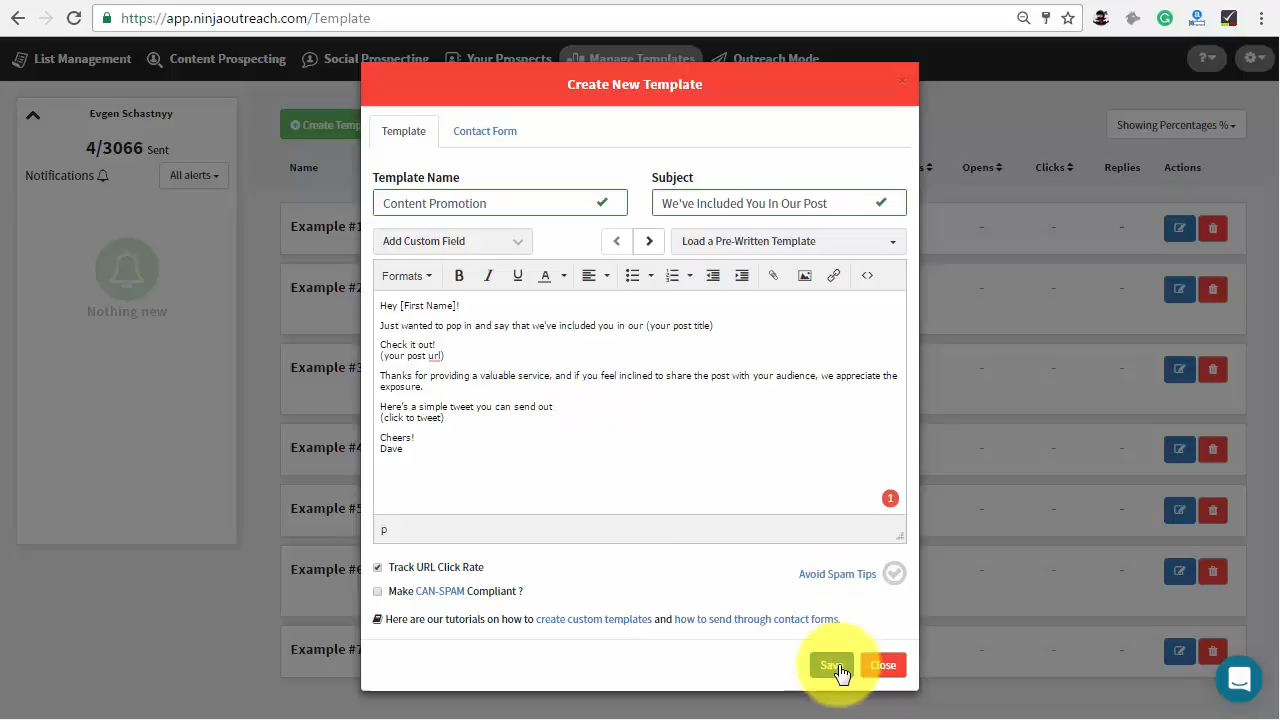 https://app.ninjaoutreach.com/Template
List Management
Content Prospecting
Social Prospecting
Your Prospects
Manage Templates
Outreach Mode
?
Create New Template
×
Evgen Schastnyy
4/3066 Sent
Notifications
All alerts
Nothing new
Create Temp
Showing Percentages %
Name
s
Opens
Clicks
Replies
Actions
Example #1
Example #2
Example #3
Example #4
Example #5
Example #6
Example #7
Template
Contact Form
Template Name
Subject
Content Promotion
We've Included You In Our Post
Add Custom Field
Load a Pre-Written Template
Formats
B
I
U
A
Hey [First Name]!
Just wanted to pop in and say that we've included you in our (your post title)
Check it out!
(your post url)
Thanks for providing a valuable service, and if you feel inclined to share the post with your audience, we appreciate the
exposure.
Here's a simple tweet you can send out
(click to tweet)
Cheers!
Dave
1
p
Track URL Click Rate
Avoid Spam Tips
Make CAN-SPAM Compliant ?
Here are our tutorials on how to create custom templates and how to send through contact forms.
Save
Close